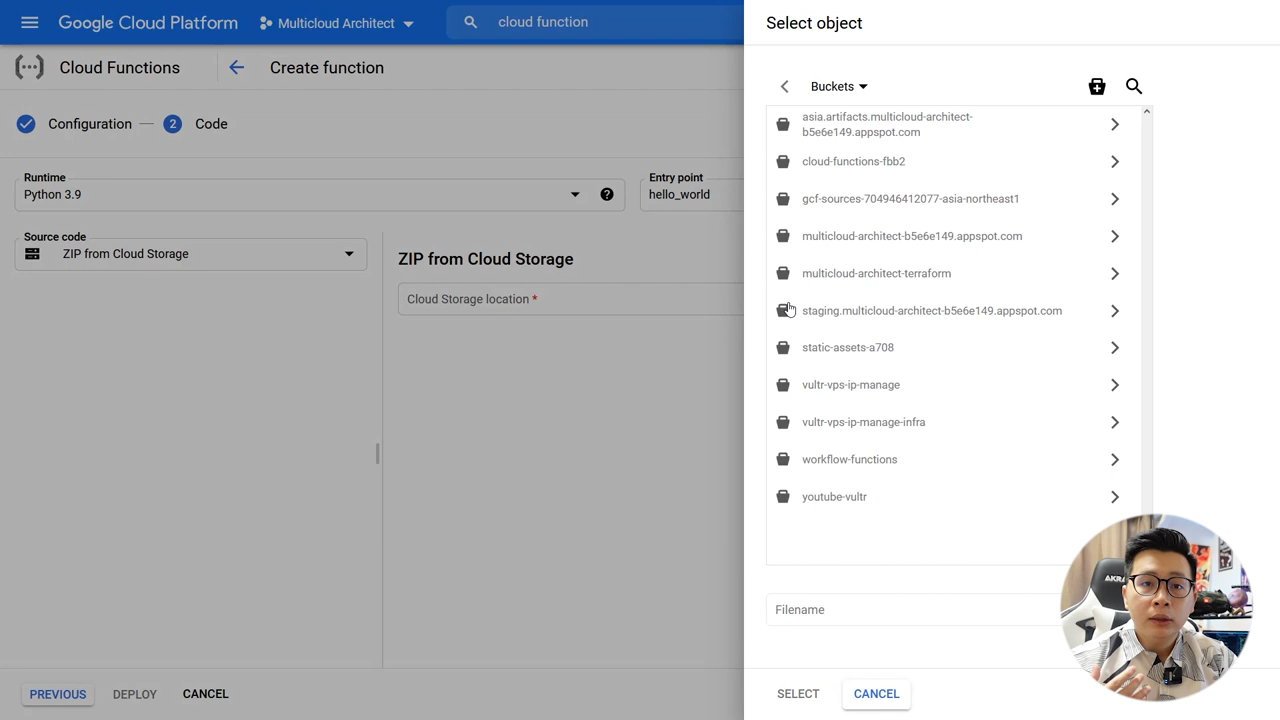 Google Cloud Platform
Multicloud Architect
cloud function
Select object
Cloud Functions
Create function
Buckets
Configuration
2
Code
asia.artifacts.multicloud-architect-
b5e6e149.appspot.com
cloud-functions-fbb2
gcf-sources-704946412077-asia-northeast1
multicloud-architect-b5e6e149.appspot.com
multicloud-architect-terraform
staging.multicloud-architect-b5e6e149.appspot.com
static-assets-a708
vultr-vps-ip-manage
vultr-vps-ip-manage-infra
workflow-functions
youtube-vultr
Runtime
Python 3.9
Entry point
hello_world
Source code
ZIP from Cloud Storage
ZIP from Cloud Storage
Cloud Storage location *
Filename
AKRA
PREVIOUS
DEPLOY
CANCEL
SELECT
CANCEL